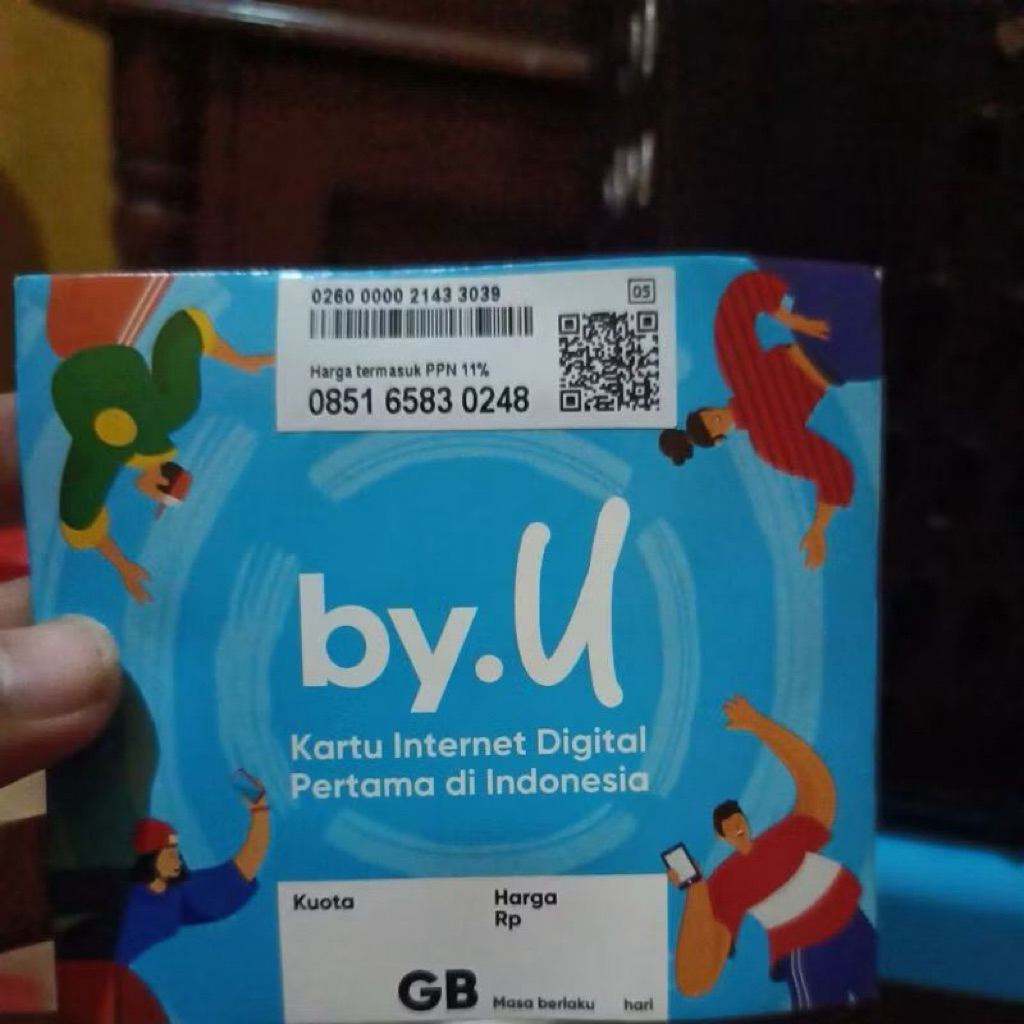 0260 0000 2143 3039
05
Harga termasuk PPN 11%
0851 6583 0248
by.U
Kartu Internet Digital
Pertama di Indonesia
Kuota
Harga
Rp
GB
Masa berlaku hari